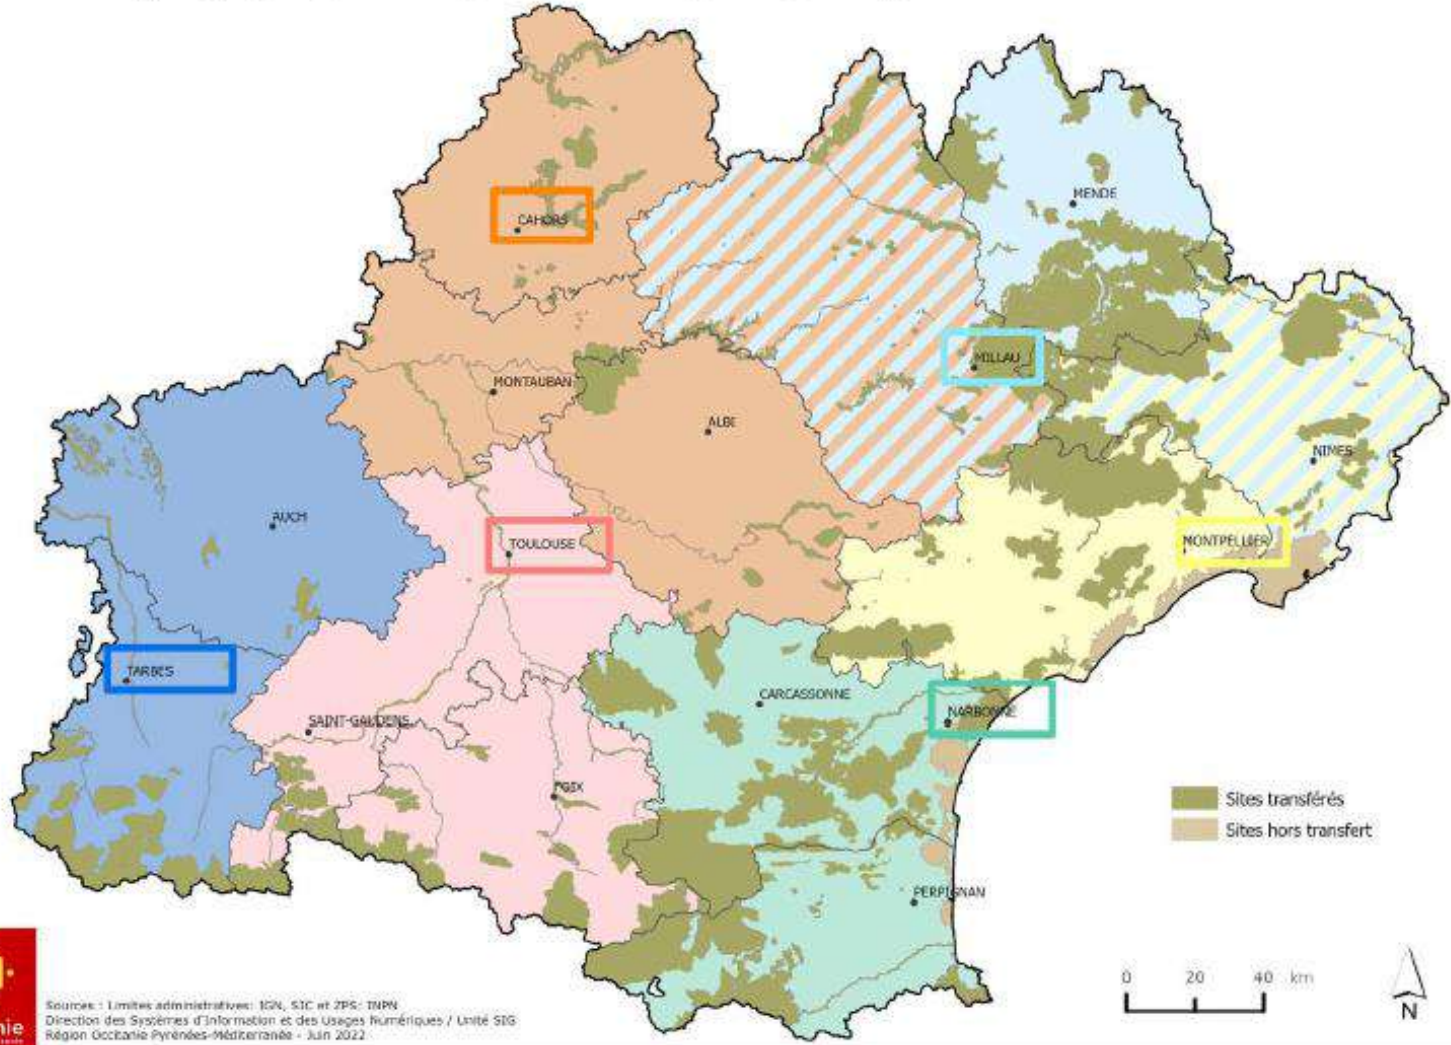 CAHORS
MENDE
MILLAU
MONTAUBAN
ALBI
NIMES
AUCH
TOULOUSE
MONTPELLIER
TARBES
CARCASSONNE
NARBONNE
SAINT-GAUDENS
FOIX
Sites transférés
Sites hors transfert
PERPIGNAN
0 20 40 km
N
nie
Sources : Limites administratives: IGN, SIC et ZPS: INPN
Direction des Systèmes d'Information et des Usages Numériques / Unité SIG
Région Occitanie Pyrénées-Méditerranée - Juin 2022